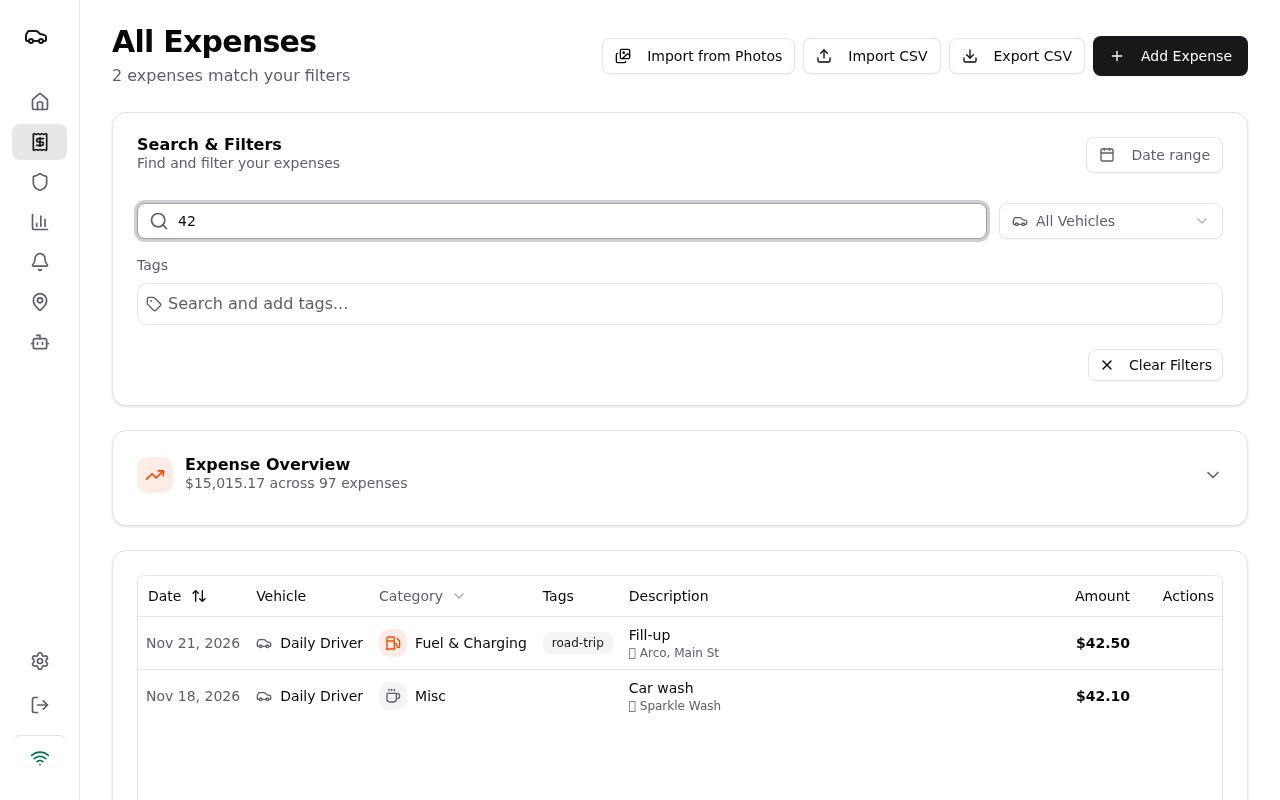 All Expenses
2 expenses match your filters
Import from Photos
Import CSV
Export CSV
Add Expense
Search & Filters
Find and filter your expenses
Date range
42
All Vehicles
Tags
Search and add tags...
Clear Filters
Expense Overview
$15,015.17 across 97 expenses
Date Vehicle Category Tags Description Amount Actions
Nov 21, 2026 Daily Driver Fuel & Charging road-trip Fill-up $42.50
Arco, Main St
Nov 18, 2026 Daily Driver Misc Car wash $42.10
Sparkle Wash